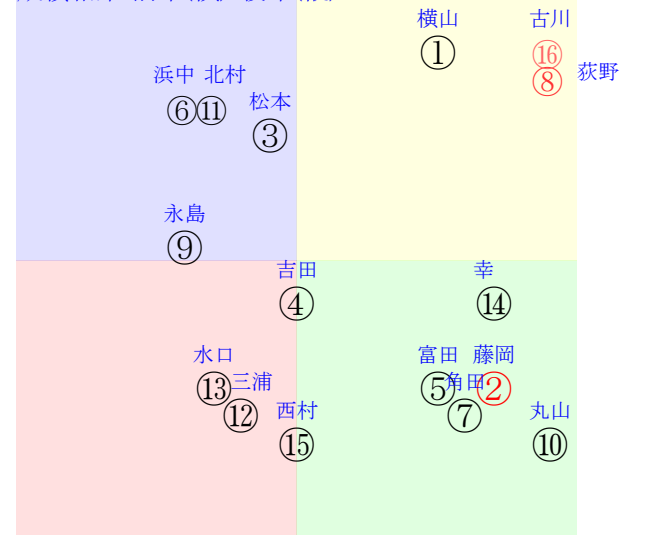 横山 古川
①
⑯
⑧ 荻野
浜中 北村
⑥ ⑪
松本
③
永島
⑨
吉田 幸
④ ⑭
水口 富田 藤岡
⑬ ⑤ ②
三浦 角田
⑫ ⑦
西村 丸山
⑮ ⑩